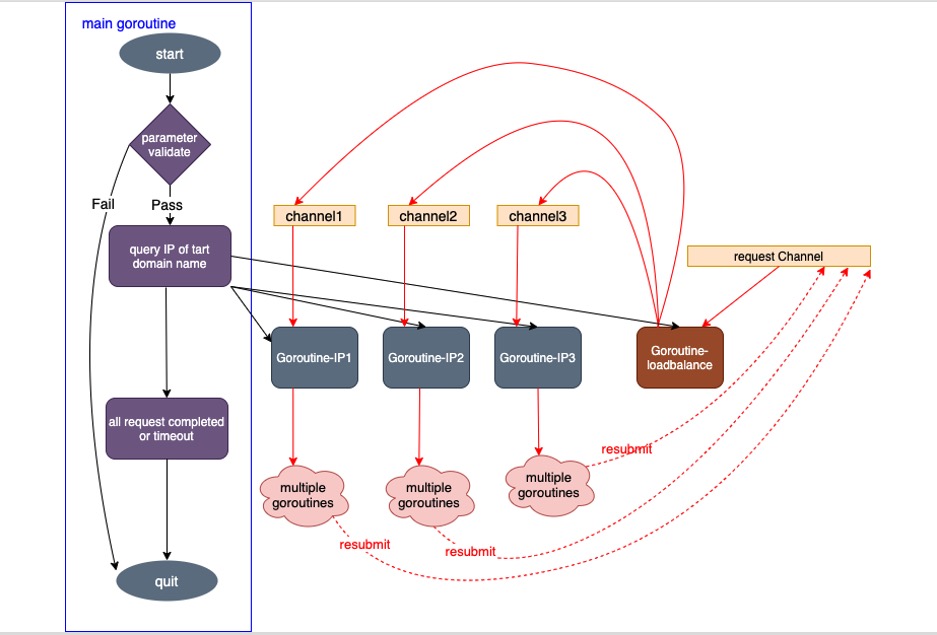 main goroutine
start
parameter
validate
Fail
Pass
query IP of tart
domain name
all request completed
or timeout
quit
channel1
channel2
channel3
request Channel
Goroutine-IP1
Goroutine-IP2
Goroutine-IP3
Goroutine-
loadbalance
multiple
goroutines
multiple
goroutines
multiple
goroutines
resubmit
resubmit
resubmit